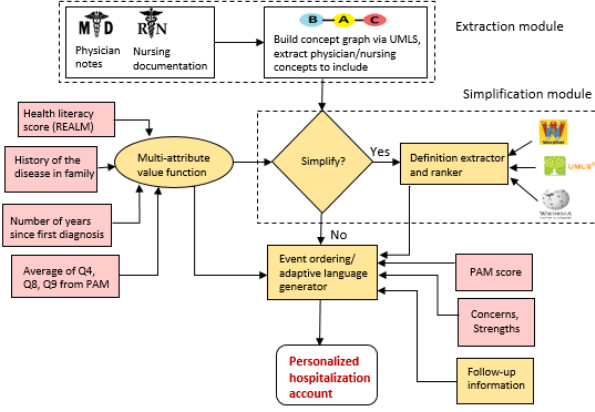 Extraction module
M D
R N
B A C
Physician
notes
Nursing
documentation
Build concept graph via UMLS,
extract physician/nursing
concepts to include
Simplification module
Health literacy
score (REALM)
History of the
disease in family
Number of years
since first diagnosis
Average of Q4,
Q8, Q9 from PAM
Multi-attribute
value function
Simplify?
Yes
No
Definition extractor
and ranker
W
UMLS
WIKIPEDIA
Event ordering/
adaptive language
generator
PAM score
Concerns,
Strengths
Follow-up
information
Personalized
hospitalization
account